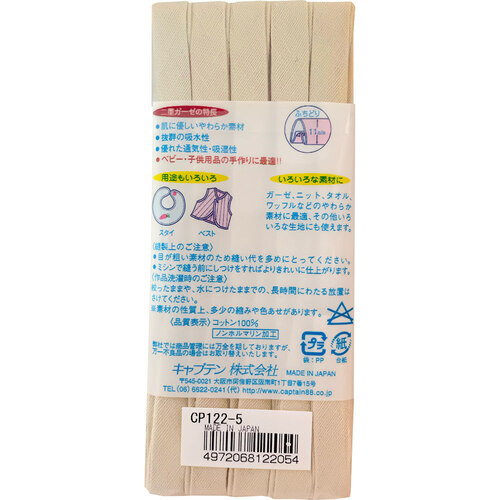 二重ガーゼの特長
●肌に優しいやわらか素材
●抜群の吸水性
●優れた通気性・吸湿性
●ベビー・子供用品の手作りに最適!!
ふちどり
11mm
用途もいろいろ
スタイ
ベスト
いろいろな素材に
ガーゼ、ニット、タオル、
ワッフルなどのやわらか
素材に最適、その他いろ
いろな生地にも使えます。
〈縫製上のご注意〉
●目が粗い素材のため縫い代を多めにとってください。
●ミシンで縫う前にしつけをすればよりきれいに仕上がります。
〈作品洗濯時のご注意〉
絞ったままや、水につけたままでの、長時間にわたる放置は
さけてください。
※素材の性質上、多少の縮みや色あせがあります。
〈品質表示〉コットン100%
ノンホルマリン加工
プラ
袋:PP
紙
台紙
弊社では商品管理には万全を期しておりますが、
万一不良品の場合はお取り替えいたします。
キャプテン 株式会社
MADE IN JAPAN
〒545-0021 大阪市阿倍野区阪南町1丁目7番15号
TEL (06) 6622-0241 (代) http://www.captain88.co.jp
CP122-5
MADE IN JAPAN
4972068122054